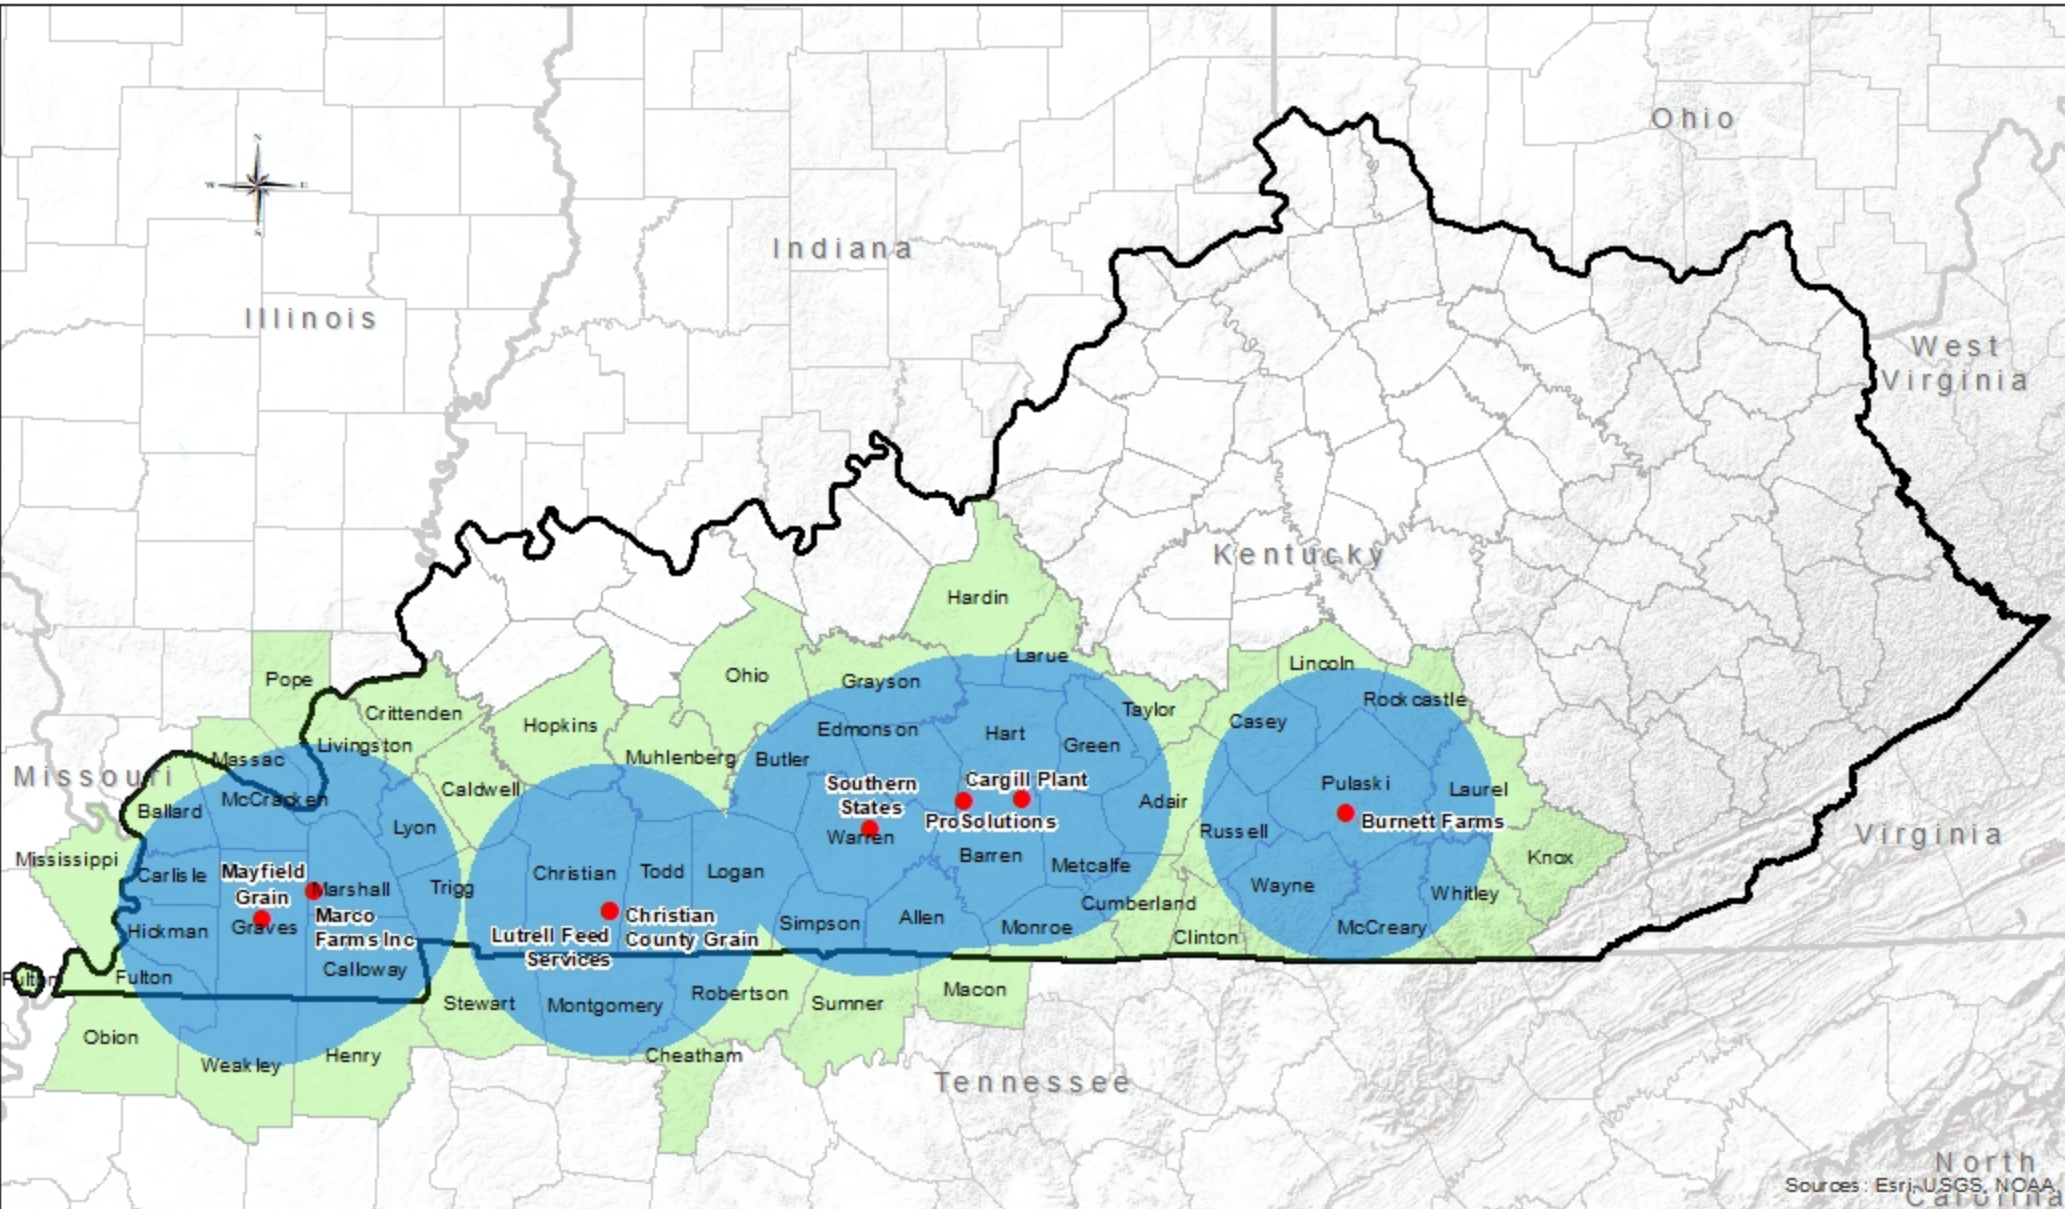 Ohio
N
W
E
S
Indiana
Illinois
West
Virginia
Kentucky
Hardin
Larue
Lincoln
Pope
Ohio
Grayson
Rockcastle
Crittenden
Hopkins
Taylor
Casey
Edmonson
Hart
Green
Livingston
Massac
Muhlenberg
Butler
Missouri
Southern
States
Cargill Plant
Pulaski
Laurel
Caldwell
McCracken
Ballard
Adair
Lyon
Warren
ProSolutions
Russell
Burnett Farms
Virginia
Mississippi
Carlisle
Mayfield
Grain
Marshall
Trigg
Christian
Todd
Logan
Barren
Metcalfe
Wayne
Whitley
Knox
Cumberland
Hickman
Graves
Marco
Farms Inc
Lutrell Feed
Services
Christian
County Grain
Simpson
Allen
Monroe
Clinton
McCreary
Fulton
Fulton
Calloway
Stewart
Montgomery
Robertson
Sumner
Macon
Obion
Weakley
Henry
Cheatham
Tennessee
North
Carolina
Sources: Esri, USGS, NOAA